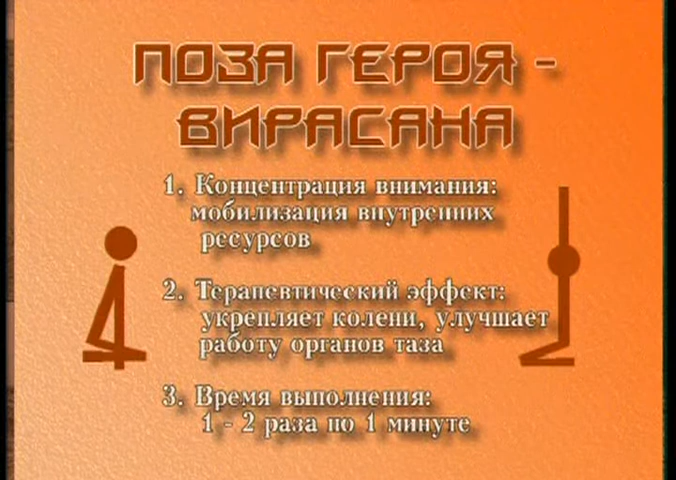 ПОЗА ГЕРОЯ -
ВИРАСАНА
1. Концентрация внимания:
мобилизация внутренних
ресурсов
2. Терапевтический эффект:
укрепляет колени, улучшает
работу органов таза
3. Время выполнения:
1 - 2 раза по 1 минуте